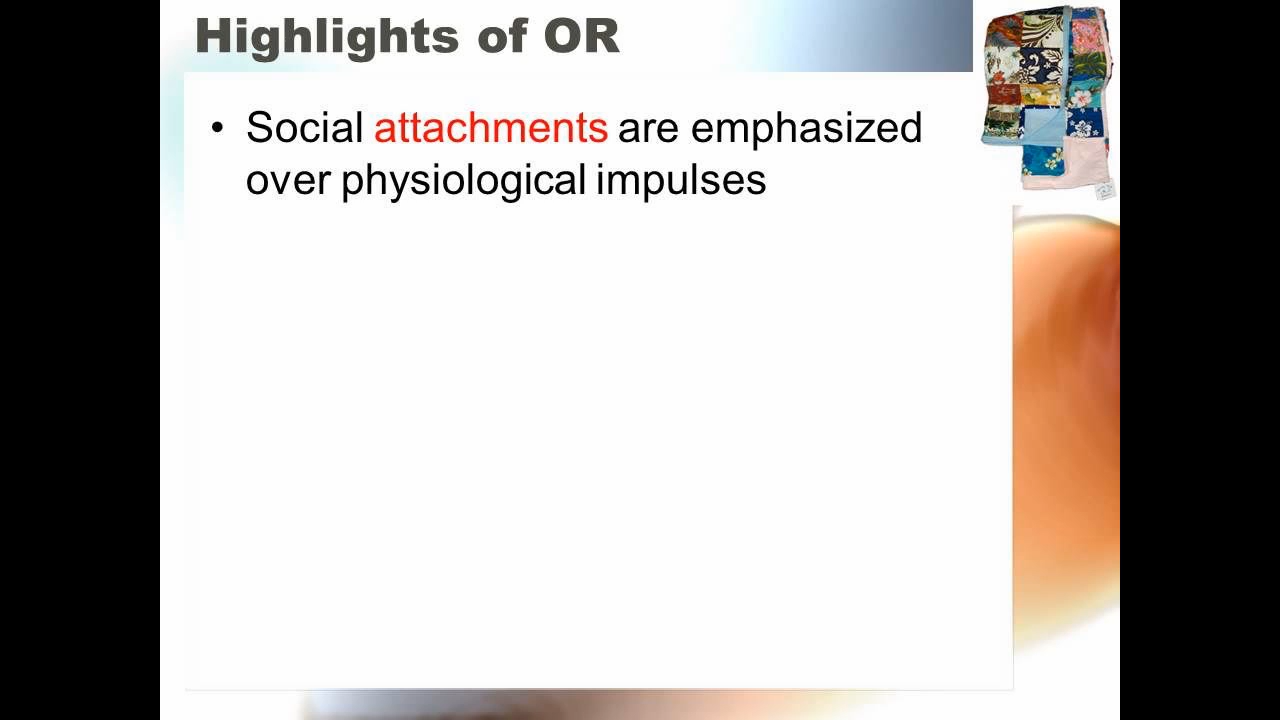 Highlights of OR
• Social attachments are emphasized
over physiological impulses